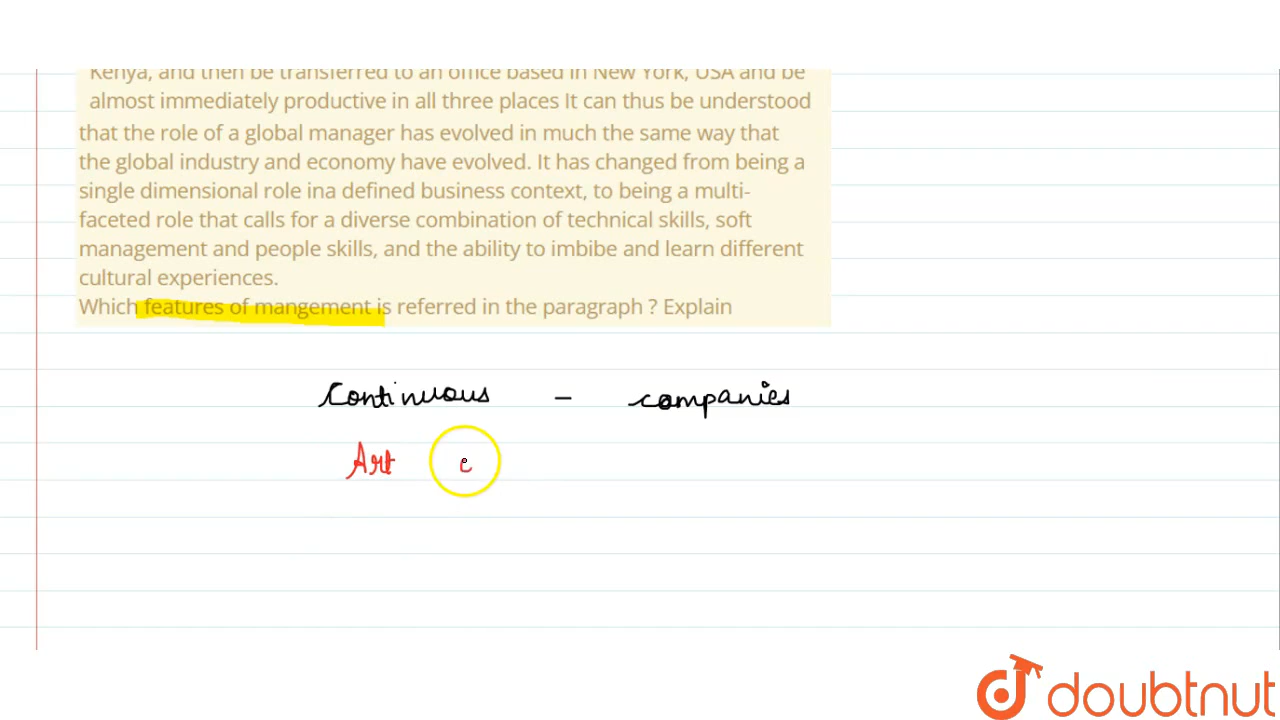 Kenya, and then be transferred to an office based in New York, USA and be
almost immediately productive in all three places It can thus be understood
that the role of a global manager has evolved in much the same way that
the global industry and economy have evolved. It has changed from being a
single dimensional role ina defined business context, to being a multi-
faceted role that calls for a diverse combination of technical skills, soft
management and people skills, and the ability to imbibe and learn different
cultural experiences.
Which features of mangement is referred in the paragraph ? Explain
Continuous – companies
Art c
doubtnut